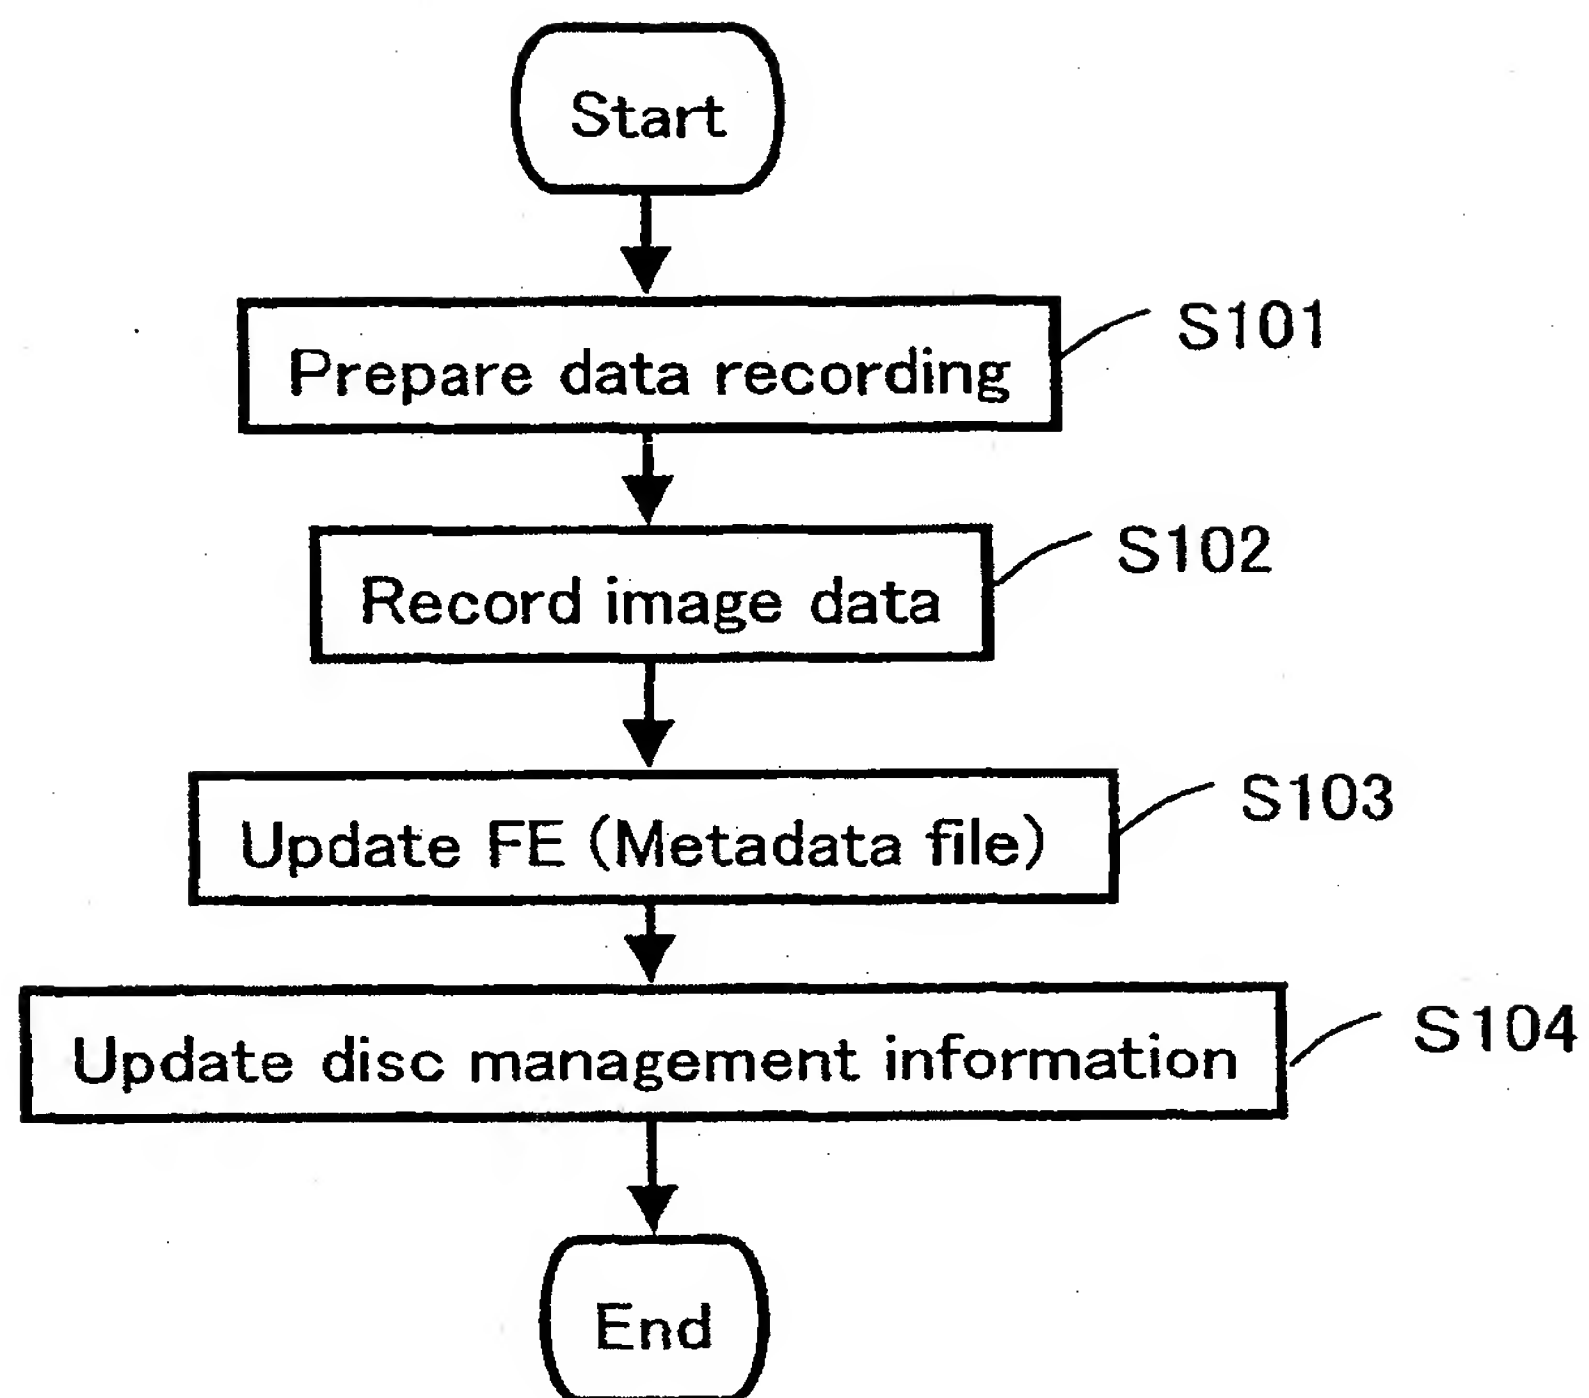 Start
Prepare data recording
S101
Record image data
S102
Update FE (Metadata file)
S103
Update disc management information
S104
End